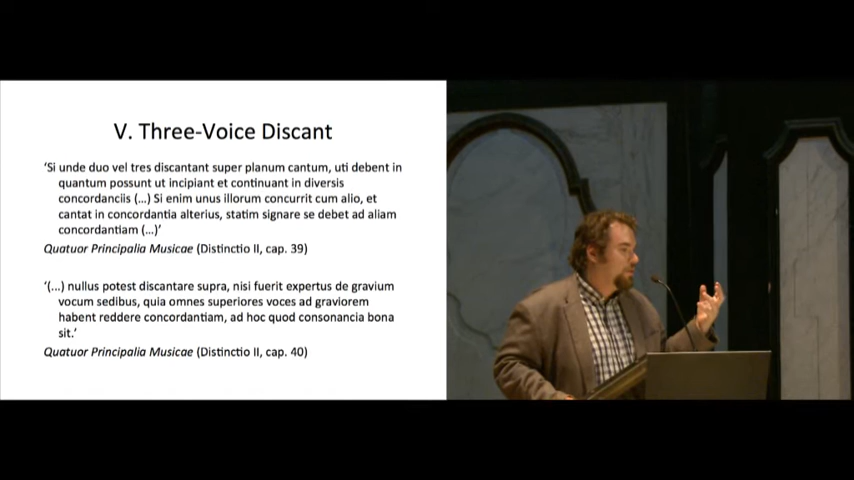 V. Three-Voice Discant
‘Si unde duo vel tres discantant super planum cantum, uti debent in
quantum possunt ut incipiant et continuant in diversis
concordanciis (...) Si enim unus illorum concurrit cum alio, et
cantat in concordantia alterius, statim signare se debet ad aliam
concordantiam (...)’
Quatuor Principalia Musicae (Distinctio II, cap. 39)
‘(...) nullus potest discantare supra, nisi fuerit expertus de gravium
vocum sedibus, quia omnes superiores voces ad graviorem
habent reddere concordantiam, ad hoc quod consonancia bona
sit.’
Quatuor Principalia Musicae (Distinctio II, cap. 40)